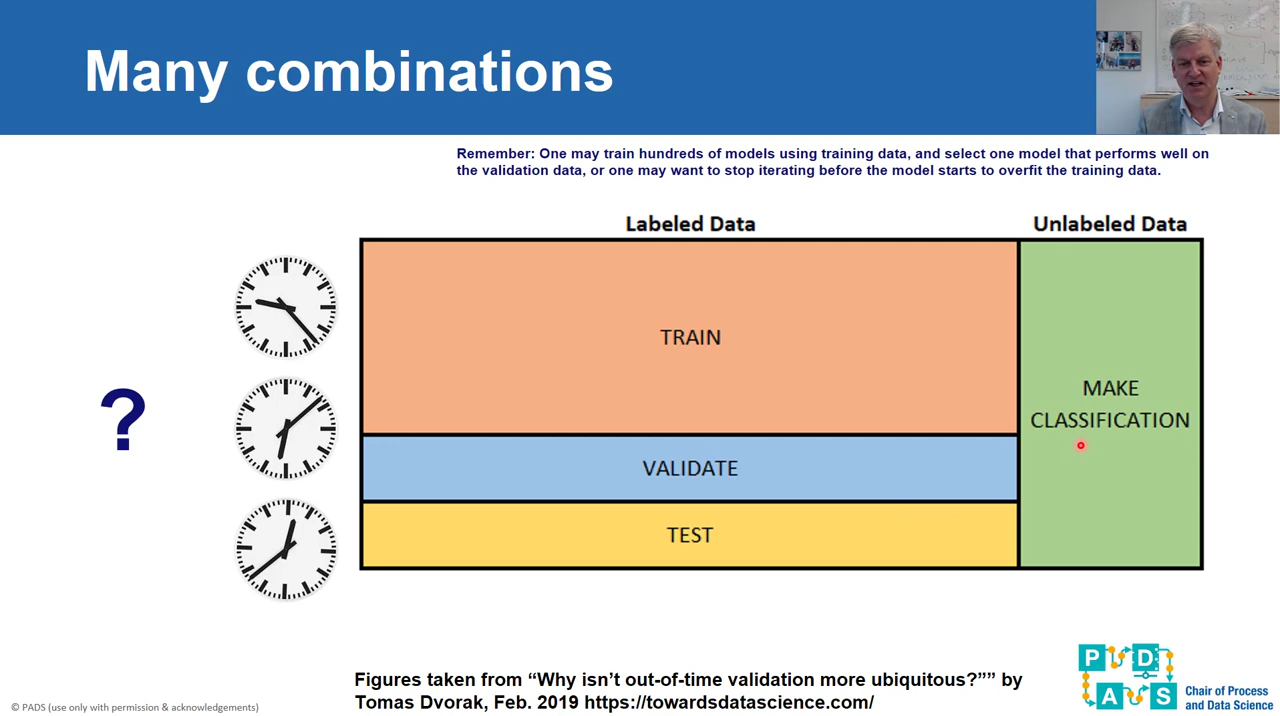 Many combinations
Remember: One may train hundreds of models using training data, and select one model that performs well on
the validation data, or one may want to stop iterating before the model starts to overfit the training data.
Labeled Data
Unlabeled Data
TRAIN
MAKE
CLASSIFICATION
?
VALIDATE
TEST
Figures taken from “Why isn’t out-of-time validation more ubiquitous?”” by
Tomas Dvorak, Feb. 2019 https://towardsdatascience.com/
P D
A S
Chair of Process
and Data Science
© PADS (use only with permission & acknowledgements)